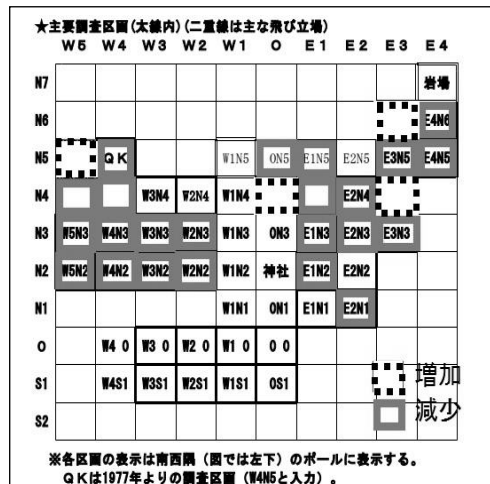 ★主要調査区画(太線内)(二重線は主な飛び立場)
W5 W4 W3 W2 W1 O E1 E2 E3 E4
N7 岩場
N6 E4N6
N5 QK W1N5 ON5 E1N5 E2N5 E3N5 E4N5
N4 W3N4 W2N4 W1N4 E2N4
N3 W5N3 W4N3 W3N3 W2N3 W1N3 ON3 E1N3 E2N3 E3N3
N2 W5N2 W4N2 W3N2 W2N2 W1N2 神社 E1N2 E2N2
N1 W1N1 ON1 E1N1 E2N1
O W4 0 W3 0 W2 0 W1 0 0 0
S1 W4S1 W3S1 W2S1 W1S1 OS1
S2
増加
減少
※各区画の表示は南西隅(図では左下)のポールに表示する。
QKは1977年よりの調査区画(W4N5と入力)。